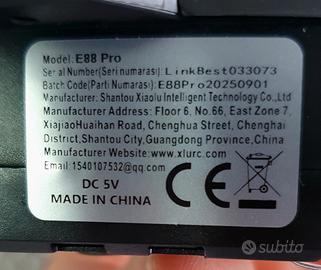 Model:E88 Pro
Serial Number(Seri numarasi): LinkBest033073
Batch Code(Parti Numarasi): E88Pro20250901
Manufacturer: Shantou Xiaolu Intelligent Technology Co., Ltd.
Manufacturer Address: Floor 6, No.66, East Zone 7,
XiajiaoHuaihan Road, Chenghua Street, Chenghai
District, Shantou City, Guangdong Province, China
Manufacturer Website:www.xlurc.com
Email:1540107532@qq.com
DC 5V
MADE IN CHINA
CE
subito